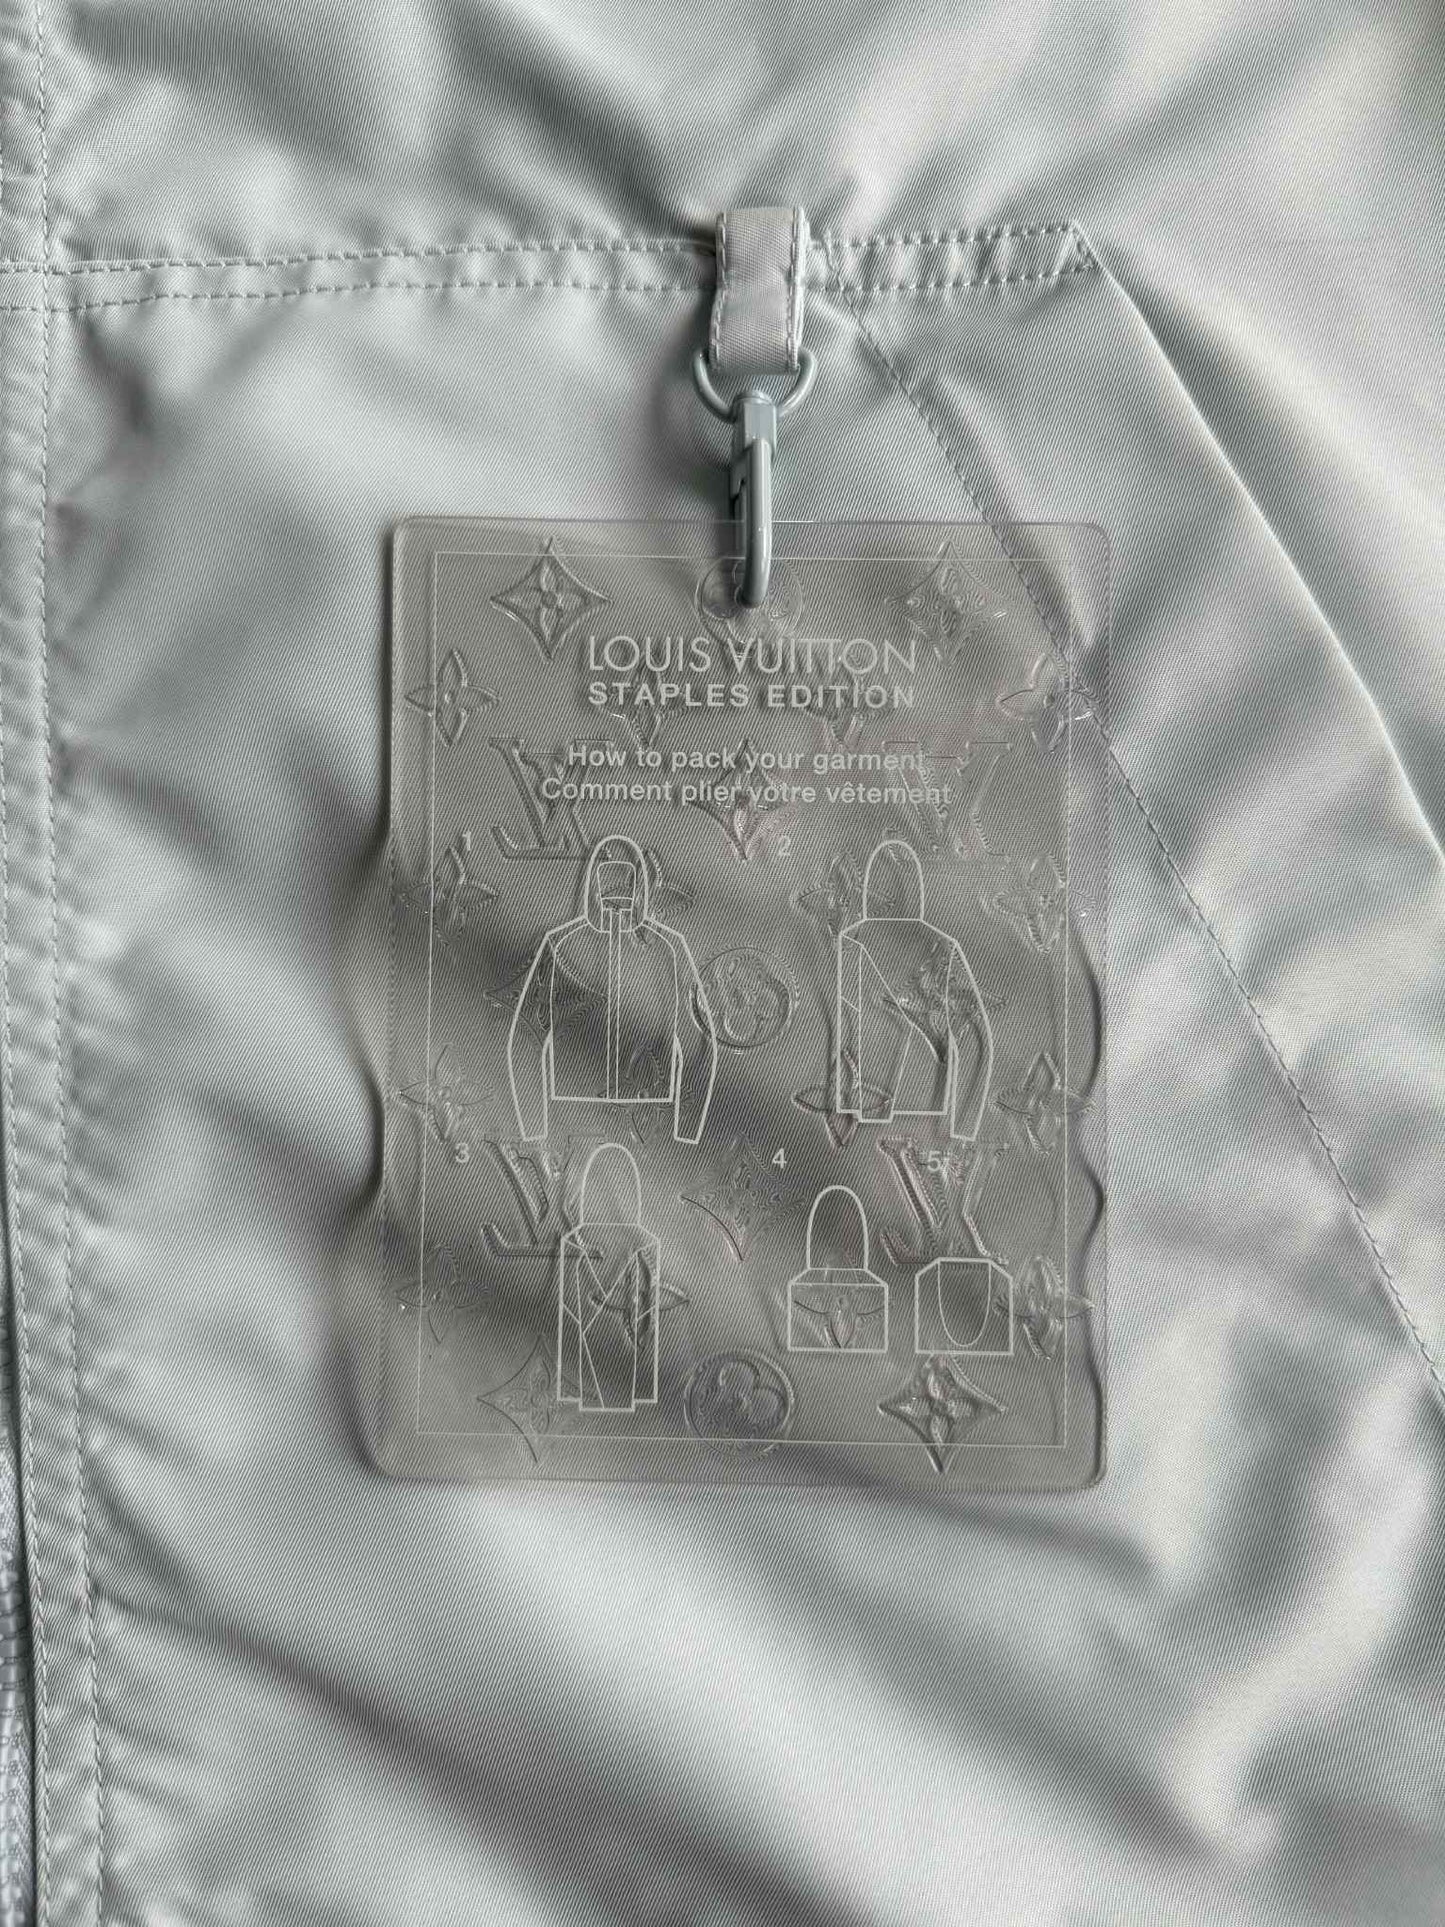 LOUIS VUITTON
STAPLES EDITION
How to pack your garment
Comment plier votre vêtement
1
2
3
4
5